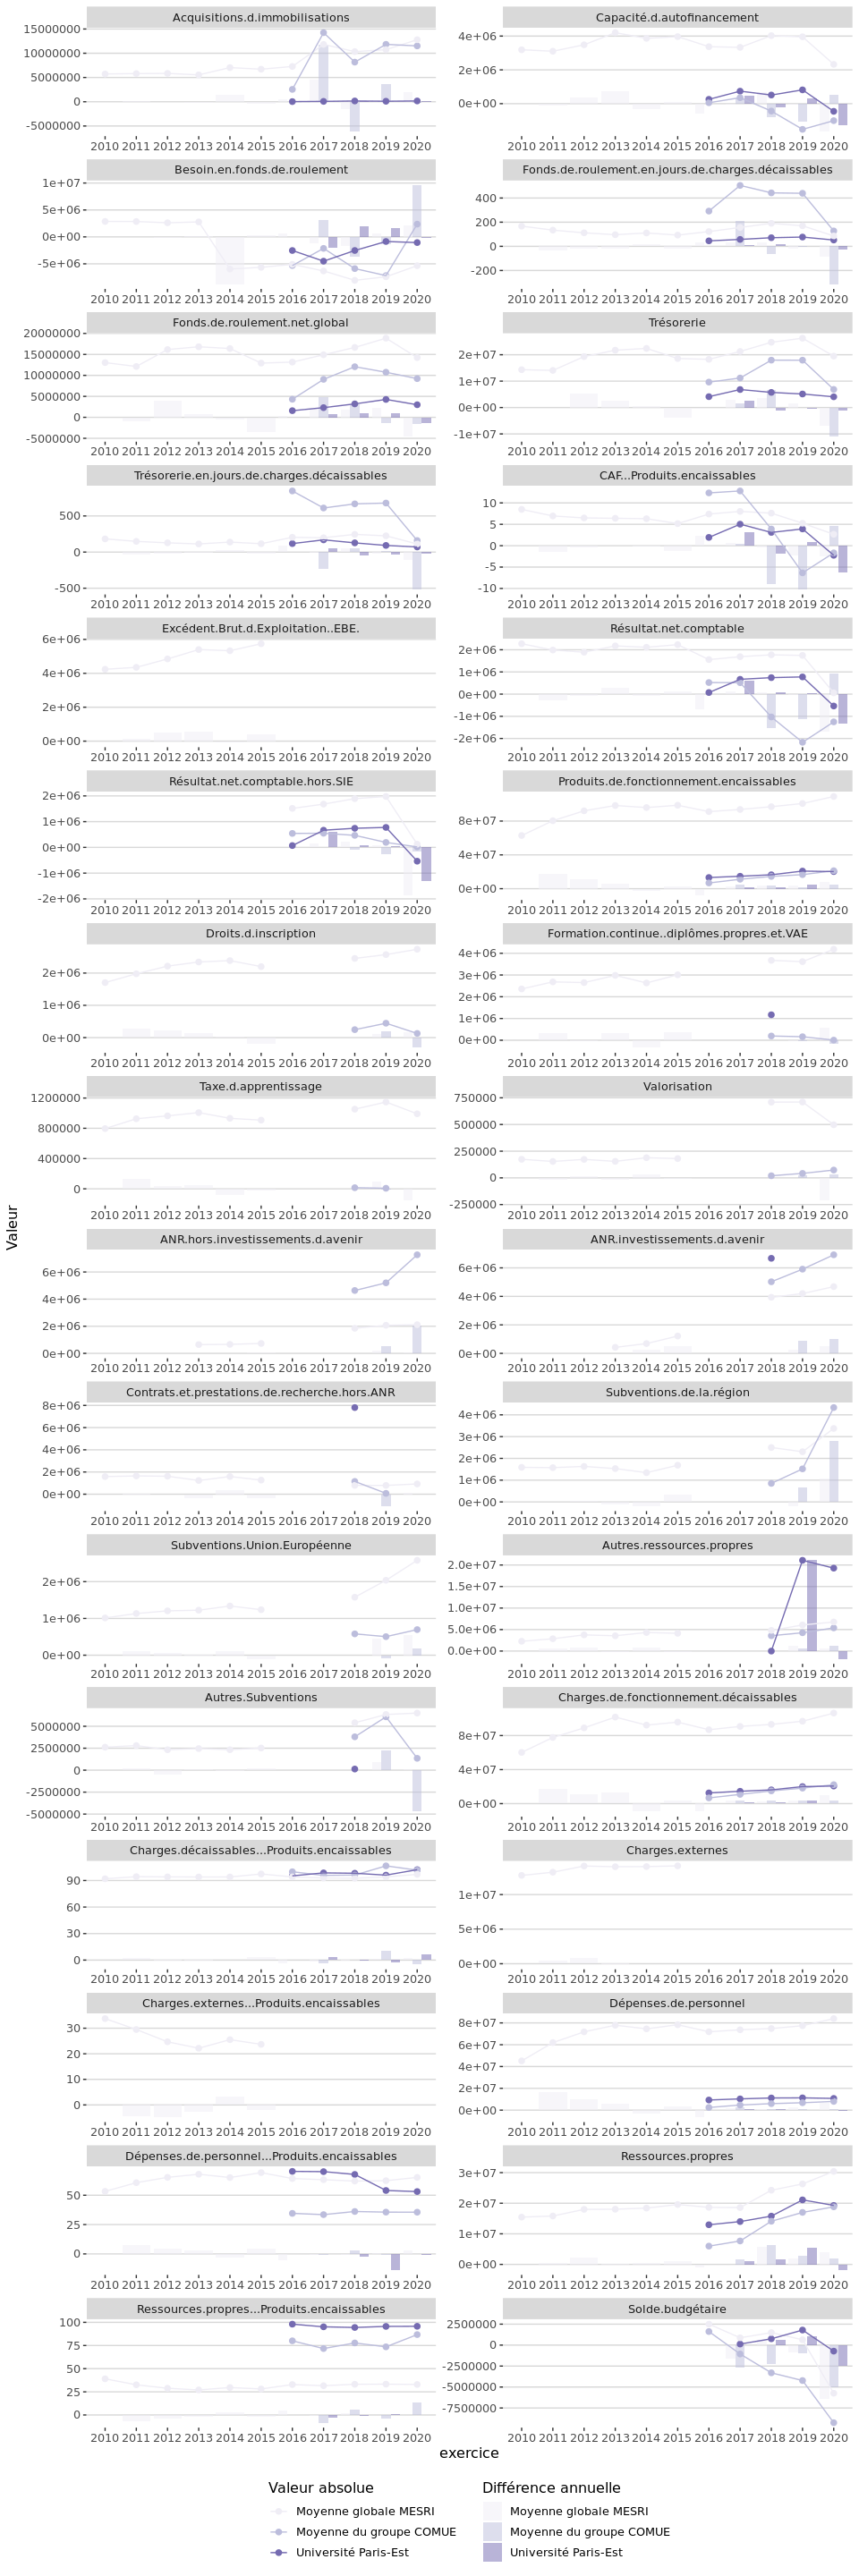 Acquisitions.d.immobilisations
15000000
10000000
5000000
0
-5000000
2010 2011 2012 2013 2014 2015 2016 2017 2018 2019 2020
Capacité.d.autofinancement
4e+06
2e+06
0e+00
2010 2011 2012 2013 2014 2015 2016 2017 2018 2019 2020
Besoin.en.fonds.de.roulement
1e+07
5e+06
0e+00
-5e+06
2010 2011 2012 2013 2014 2015 2016 2017 2018 2019 2020
Fonds.de.roulement.en.jours.de.charges.décaissables
400
200
0
-200
2010 2011 2012 2013 2014 2015 2016 2017 2018 2019 2020
Fonds.de.roulement.net.global
20000000
15000000
10000000
5000000
0
-5000000
2010 2011 2012 2013 2014 2015 2016 2017 2018 2019 2020
Trésorerie
2e+07
1e+07
0e+00
-1e+07
2010 2011 2012 2013 2014 2015 2016 2017 2018 2019 2020
Trésorerie.en.jours.de.charges.décaissables
500
0
-500
2010 2011 2012 2013 2014 2015 2016 2017 2018 2019 2020
CAF...Produits.encaissables
10
5
0
-5
-10
2010 2011 2012 2013 2014 2015 2016 2017 2018 2019 2020
Excédent.Brut.d.Exploitation..EBE.
6e+06
4e+06
2e+06
0e+00
2010 2011 2012 2013 2014 2015 2016 2017 2018 2019 2020
Résultat.net.comptable
2e+06
1e+06
0e+00
-1e+06
-2e+06
2010 2011 2012 2013 2014 2015 2016 2017 2018 2019 2020
Résultat.net.comptable.hors.SIE
2e+06
1e+06
0e+00
-1e+06
-2e+06
2010 2011 2012 2013 2014 2015 2016 2017 2018 2019 2020
Produits.de.fonctionnement.encaissables
8e+07
4e+07
0e+00
2010 2011 2012 2013 2014 2015 2016 2017 2018 2019 2020
Droits.d.inscription
2e+06
1e+06
0e+00
2010 2011 2012 2013 2014 2015 2016 2017 2018 2019 2020
Formation.continue..diplômes.propres.et.VAE
4e+06
3e+06
2e+06
1e+06
0e+00
2010 2011 2012 2013 2014 2015 2016 2017 2018 2019 2020
Taxe.d.apprentissage
1200000
800000
400000
0
2010 2011 2012 2013 2014 2015 2016 2017 2018 2019 2020
Valorisation
750000
500000
250000
0
-250000
2010 2011 2012 2013 2014 2015 2016 2017 2018 2019 2020
Valeur
ANR.hors.investissements.d.avenir
6e+06
4e+06
2e+06
0e+00
2010 2011 2012 2013 2014 2015 2016 2017 2018 2019 2020
ANR.investissements.d.avenir
6e+06
4e+06
2e+06
0e+00
2010 2011 2012 2013 2014 2015 2016 2017 2018 2019 2020
Contrats.et.prestations.de.recherche.hors.ANR
8e+06
6e+06
4e+06
2e+06
0e+00
2010 2011 2012 2013 2014 2015 2016 2017 2018 2019 2020
Subventions.de.la.région
4e+06
3e+06
2e+06
1e+06
0e+00
2010 2011 2012 2013 2014 2015 2016 2017 2018 2019 2020
Subventions.Union.Européenne
2e+06
1e+06
0e+00
2010 2011 2012 2013 2014 2015 2016 2017 2018 2019 2020
Autres.ressources.propres
2.0e+07
1.5e+07
1.0e+07
5.0e+06
0.0e+00
2010 2011 2012 2013 2014 2015 2016 2017 2018 2019 2020
Autres.Subventions
5000000
2500000
0
-2500000
-5000000
2010 2011 2012 2013 2014 2015 2016 2017 2018 2019 2020
Charges.de.fonctionnement.décaissables
8e+07
4e+07
0e+00
2010 2011 2012 2013 2014 2015 2016 2017 2018 2019 2020
Charges.décaissables...Produits.encaissables
90
60
30
0
2010 2011 2012 2013 2014 2015 2016 2017 2018 2019 2020
Charges.externes
1e+07
5e+06
0e+00
2010 2011 2012 2013 2014 2015 2016 2017 2018 2019 2020
Charges.externes...Produits.encaissables
30
20
10
0
2010 2011 2012 2013 2014 2015 2016 2017 2018 2019 2020
Dépenses.de.personnel
8e+07
6e+07
4e+07
2e+07
0e+00
2010 2011 2012 2013 2014 2015 2016 2017 2018 2019 2020
Dépenses.de.personnel...Produits.encaissables
50
25
0
2010 2011 2012 2013 2014 2015 2016 2017 2018 2019 2020
Ressources.propres
3e+07
2e+07
1e+07
0e+00
2010 2011 2012 2013 2014 2015 2016 2017 2018 2019 2020
Ressources.propres...Produits.encaissables
100
75
50
25
0
2010 2011 2012 2013 2014 2015 2016 2017 2018 2019 2020
Solde.budgétaire
2500000
0
-2500000
-5000000
-7500000
2010 2011 2012 2013 2014 2015 2016 2017 2018 2019 2020
exercice
Valeur absolue
Moyenne globale MESRI
Moyenne du groupe COMUE
Université Paris-Est
Différence annuelle
Moyenne globale MESRI
Moyenne du groupe COMUE
Université Paris-Est